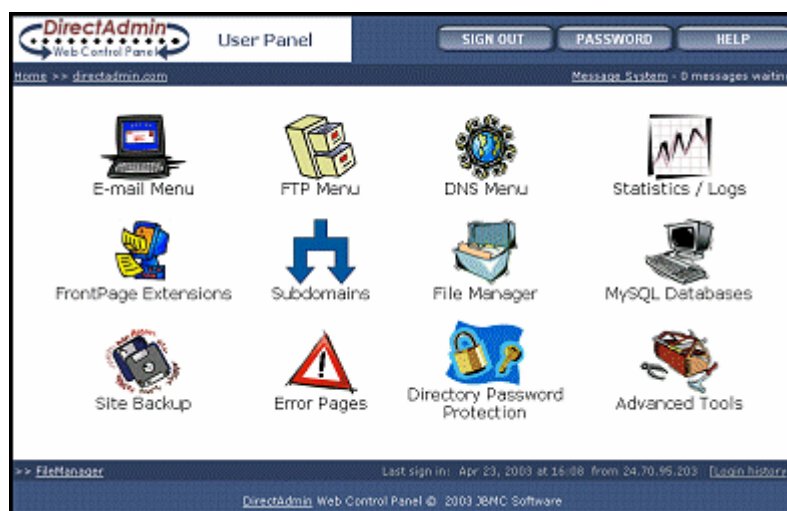 DirectAdmin
Web Control Panel
User Panel
SIGN OUT
PASSWORD
HELP
Home >> directadmin.com
Message System - 0 messages waitin
E-mail Menu
FTP Menu
DNS Menu
Statistics / Logs
FrontPage Extensions
Subdomains
File Manager
MySQL Databases
Site Backup
Error Pages
Directory Password
Protection
Advanced Tools
>> FileManager
Last sign in: Apr 23, 2003 at 16:08 from 24.70.95.203 [Login history
DirectAdmin Web Control Panel © 2003 JBMC Software